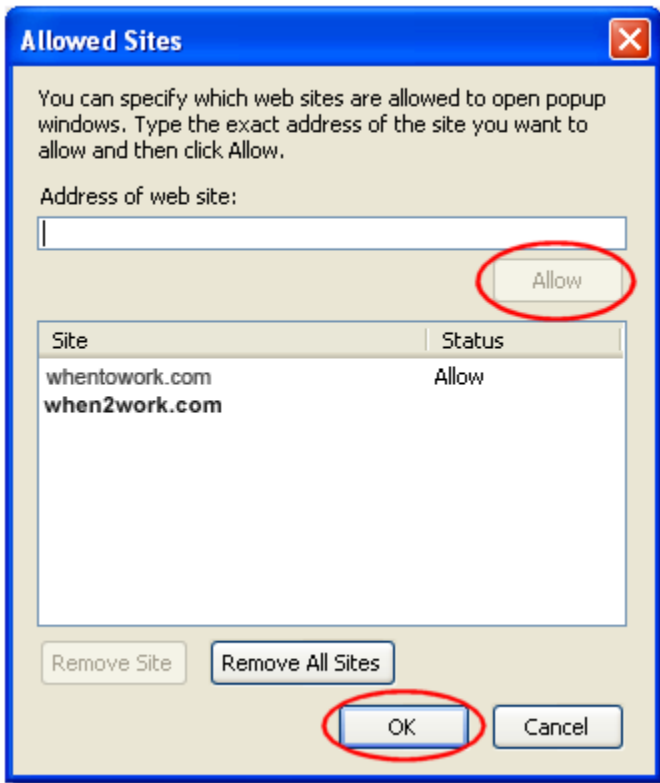 Allowed Sites
You can specify which web sites are allowed to open popup
windows. Type the exact address of the site you want to
allow and then click Allow.
Address of web site:
Allow
Site Status
whentowork.com Allow
when2work.com
Remove Site Remove All Sites
OK Cancel